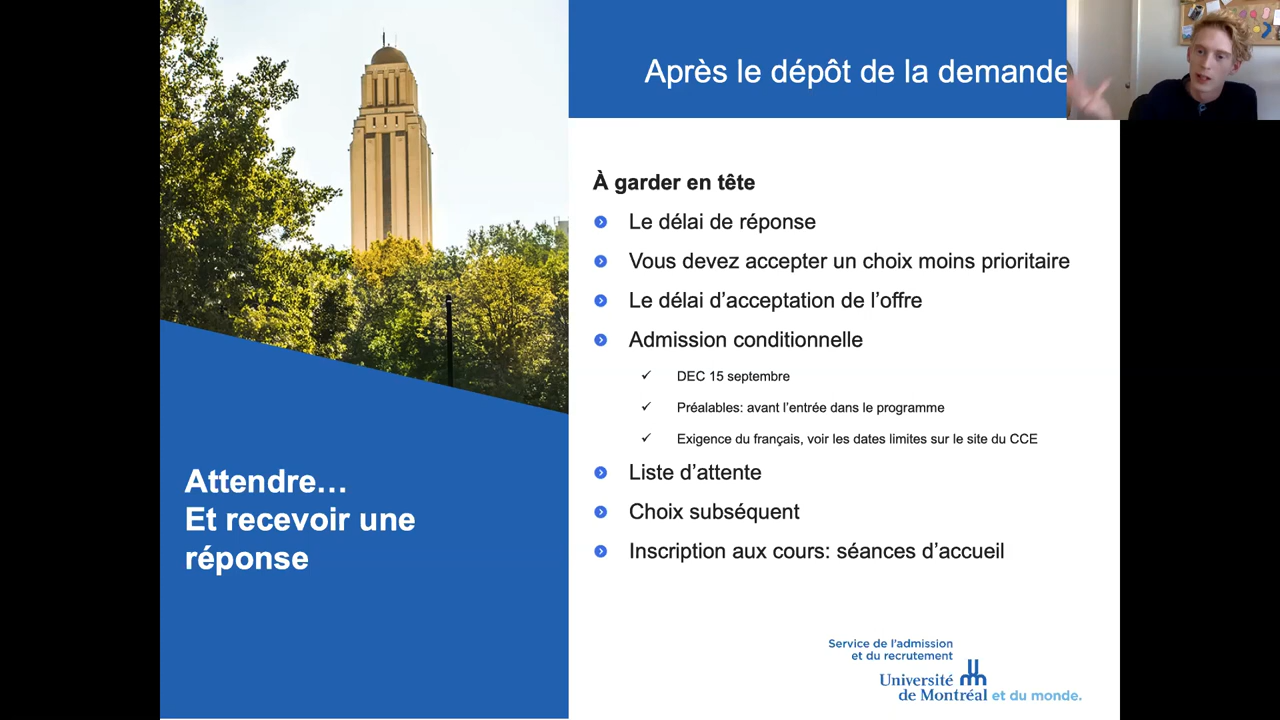 Après le dépôt de la demande
À garder en tête
Le délai de réponse
Vous devez accepter un choix moins prioritaire
Le délai d’acceptation de l’offre
Admission conditionnelle
DEC 15 septembre
Préalables: avant l’entrée dans le programme
Exigence du français, voir les dates limites sur le site du CCE
Liste d’attente
Choix subséquent
Inscription aux cours: séances d’accueil
Attendre…
Et recevoir une
réponse
Service de l’admission
et du recrutement
Université
de Montréal et du monde.